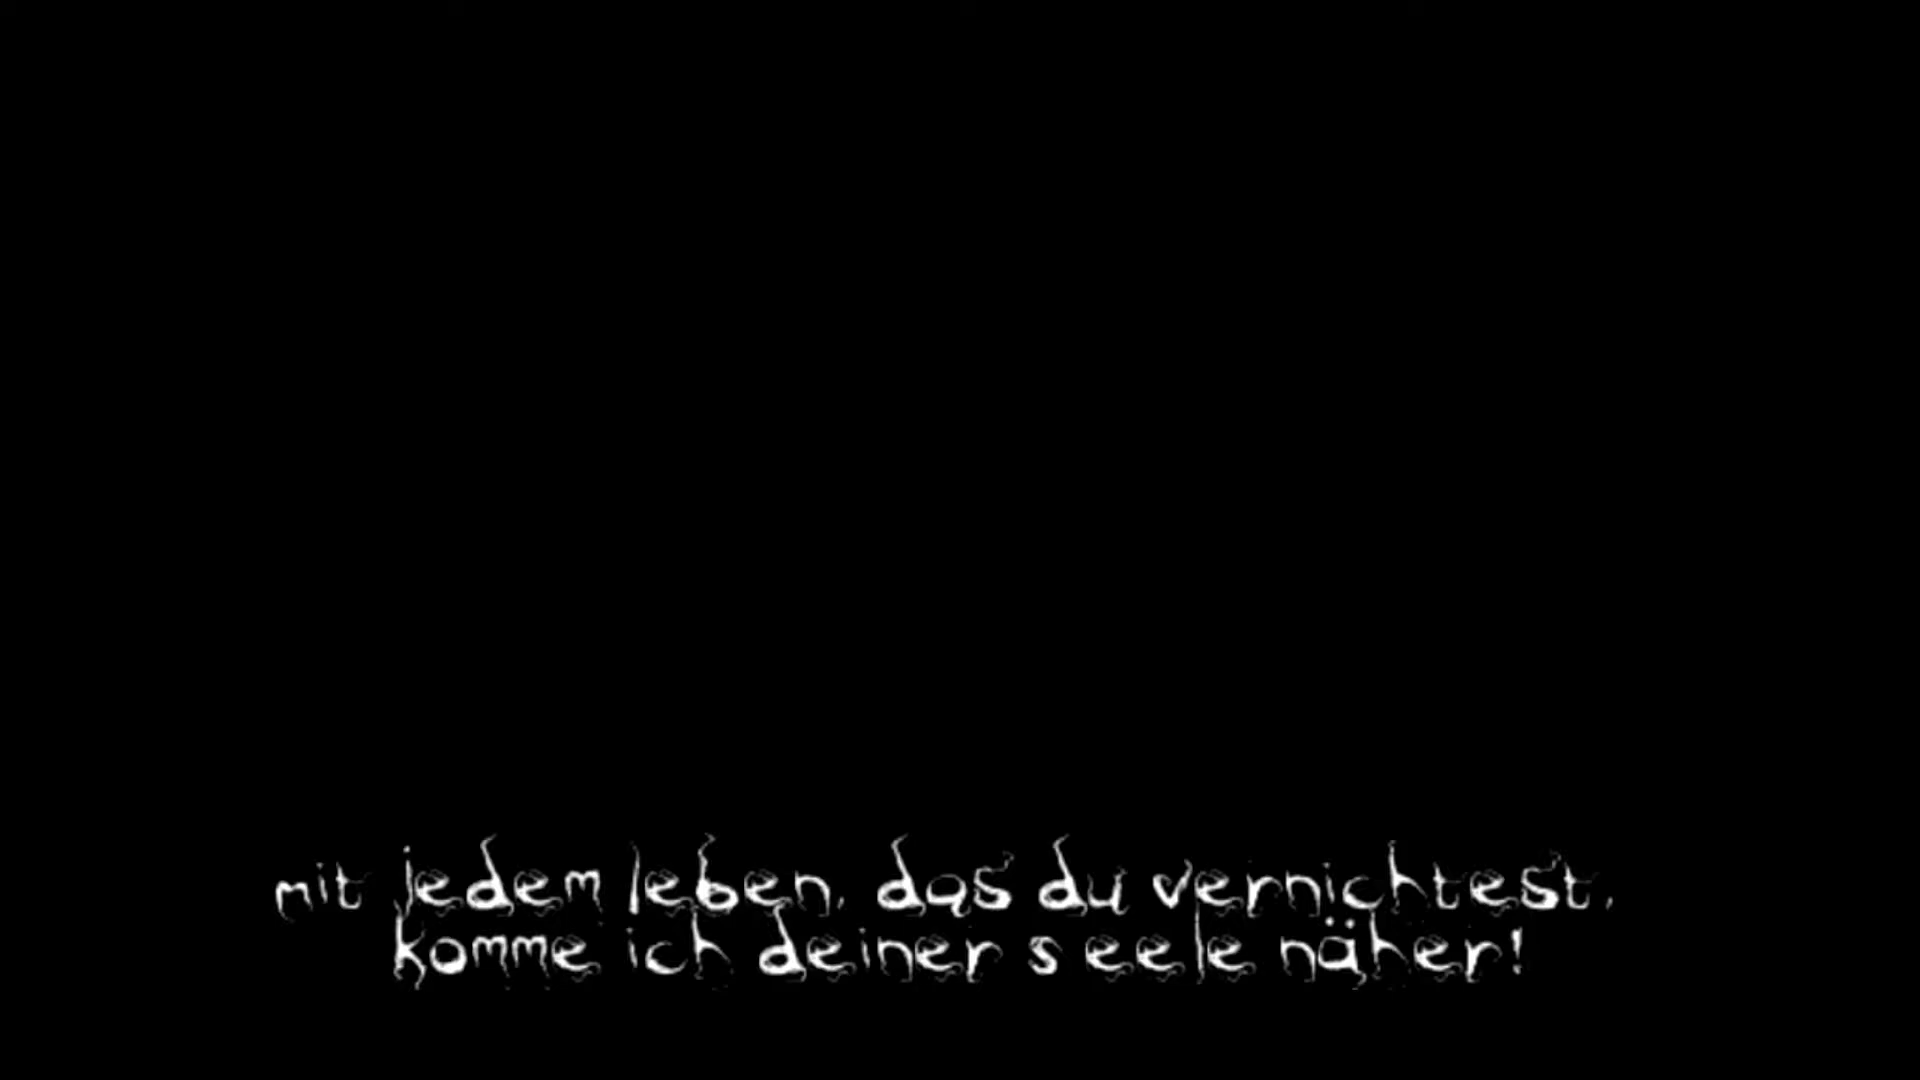 mit jedem leben, das du vernichtest,
komme ich deiner seele näher!